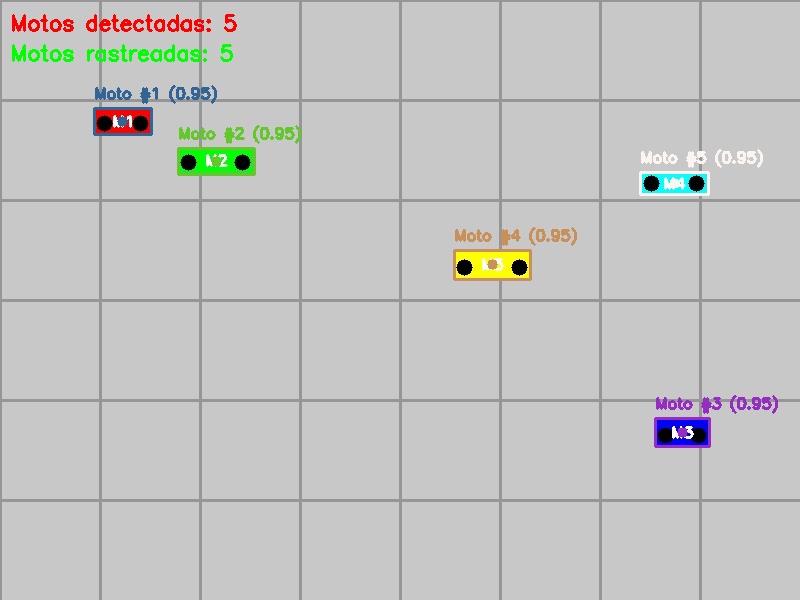 Motos detectadas: 5
Motos rastreadas: 5
Moto #1 (0.95)
M1
Moto #2 (0.95)
M2
Moto #5 (0.95)
M4
Moto #4 (0.95)
Moto #3 (0.95)
M3